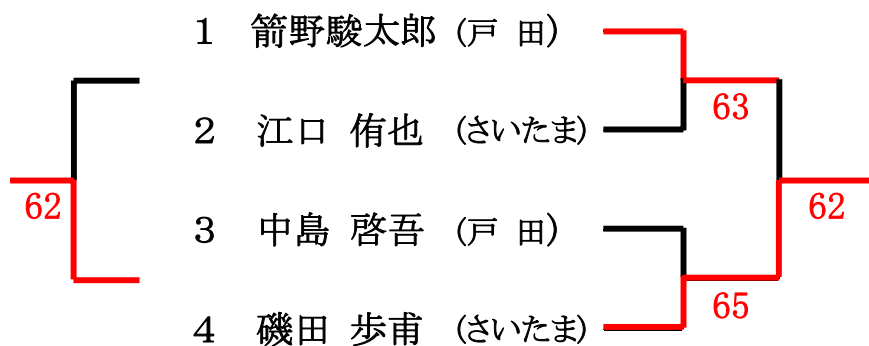 1 箭野駿太郎 (戸 田)
63
2 江口 侑也 (さいたま)
62
62
3 中島 啓吾 (戸 田)
65
4 磯田 歩甫 (さいたま)